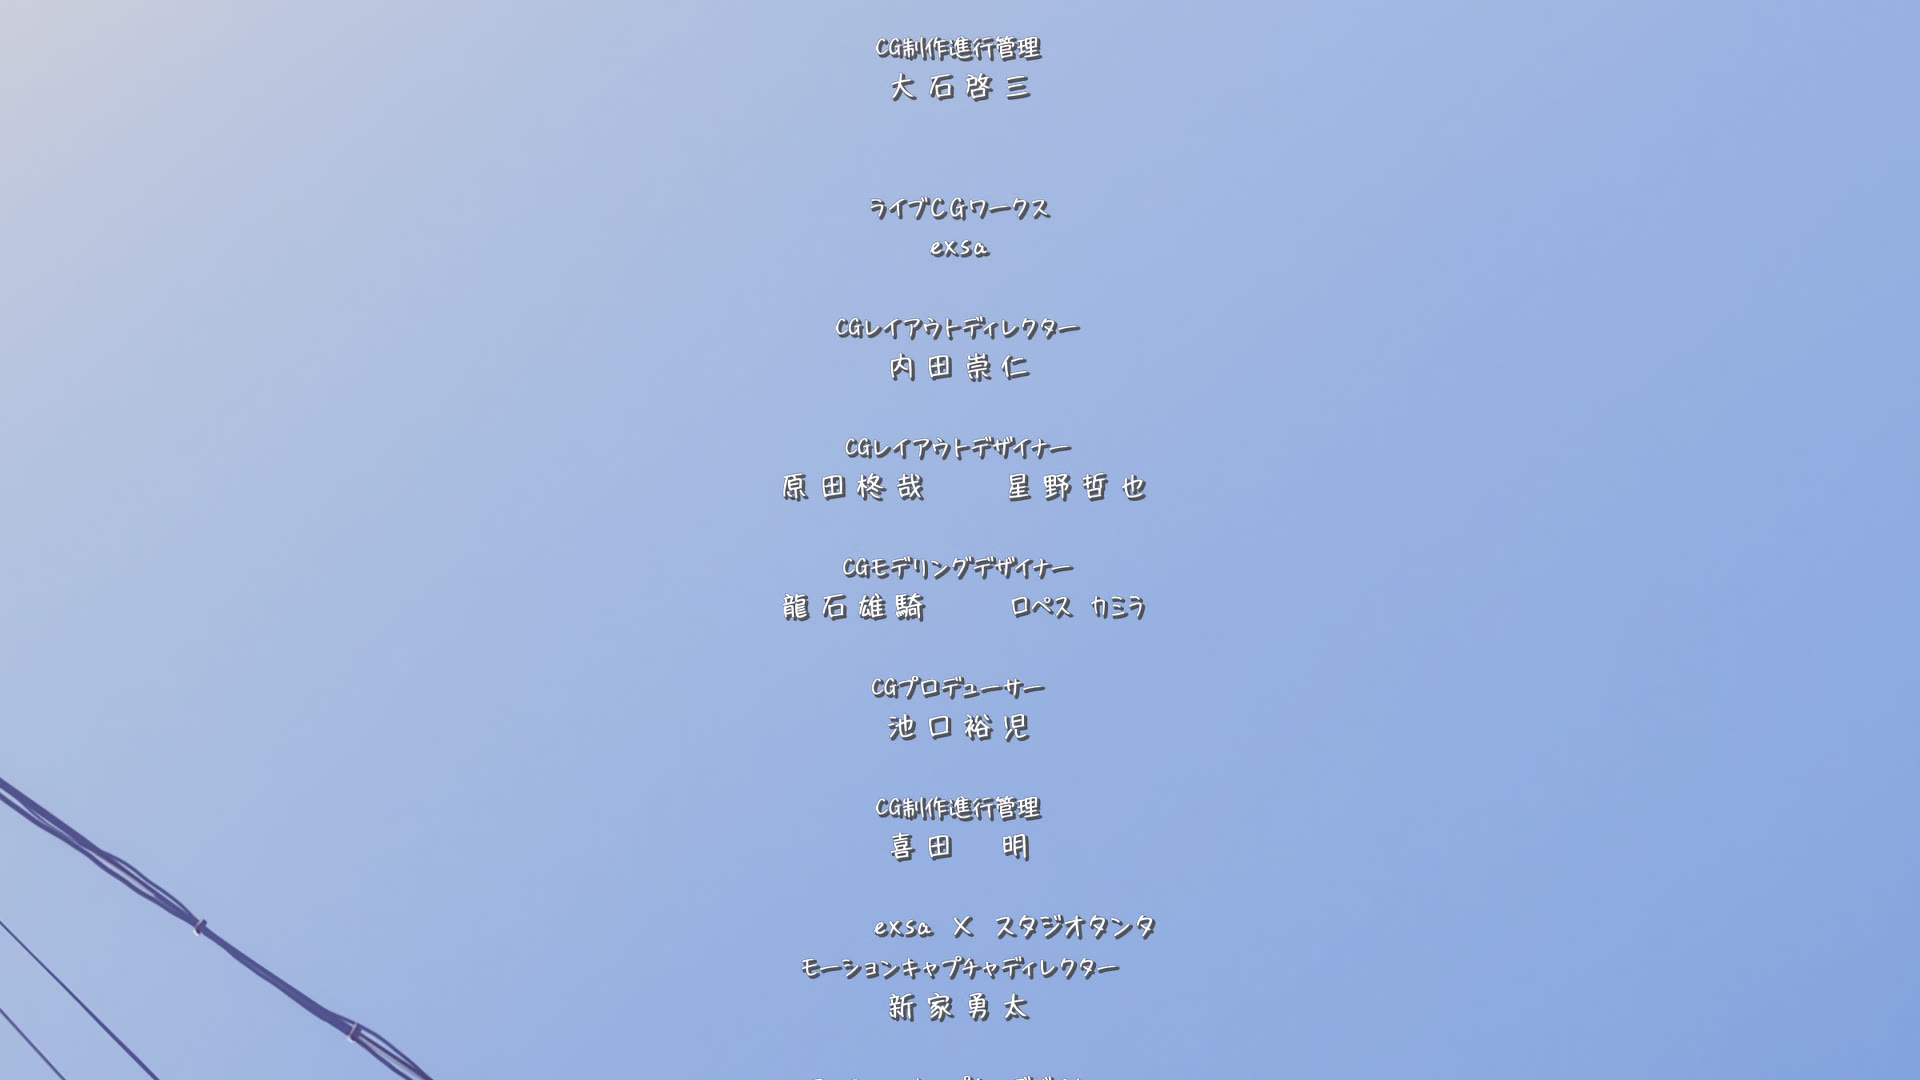 CG制作進行管理
大石啓三
ライブCGワークス
exsa
CGレイアウトディレクター
内田崇仁
CGレイアウトデザイナー
原田柊哉　星野哲也
CGモデリングデザイナー
龍石雄騎　ロペス カミラ
CGプロデューサー
池口裕児
CG制作進行管理
喜田　明
exsa × スタジオタンタ
モーションキャプチャディレクター
新家勇太